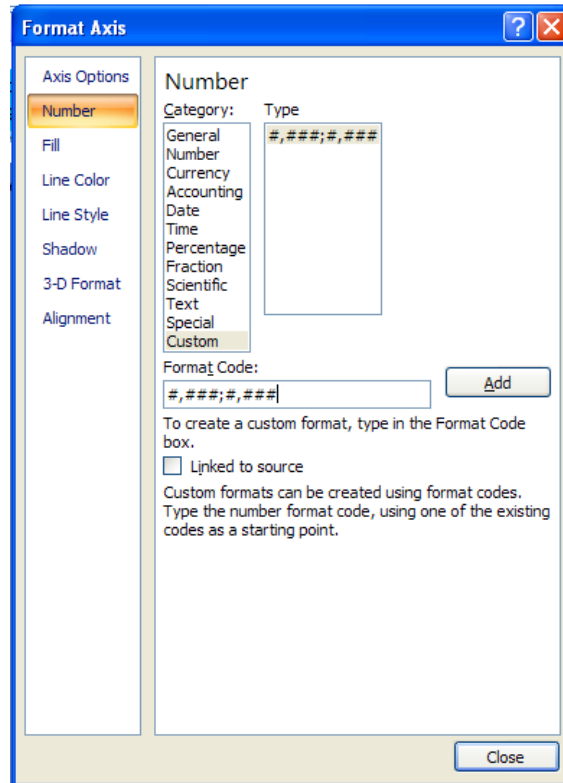 Format Axis
Axis Options
Number
Fill
Line Color
Line Style
Shadow
3-D Format
Alignment
Number
Category:
General
Number
Currency
Accounting
Date
Time
Percentage
Fraction
Scientific
Text
Special
Custom
Type
#,###;#,###
Format Code:
#,###;#,###
Add
To create a custom format, type in the Format Code
box.
Linked to source
Custom formats can be created using format codes.
Type the number format code, using one of the existing
codes as a starting point.
Close